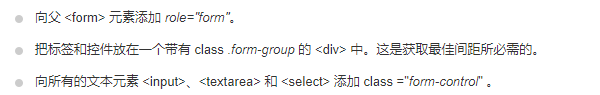 向父 <form> 元素添加 role="form"。
把标签和控件放在一个带有 class .form-group 的 <div> 中。这是获取最佳间距所必需的。
向所有的文本元素 <input>、<textarea> 和 <select> 添加 class ="form-control" 。